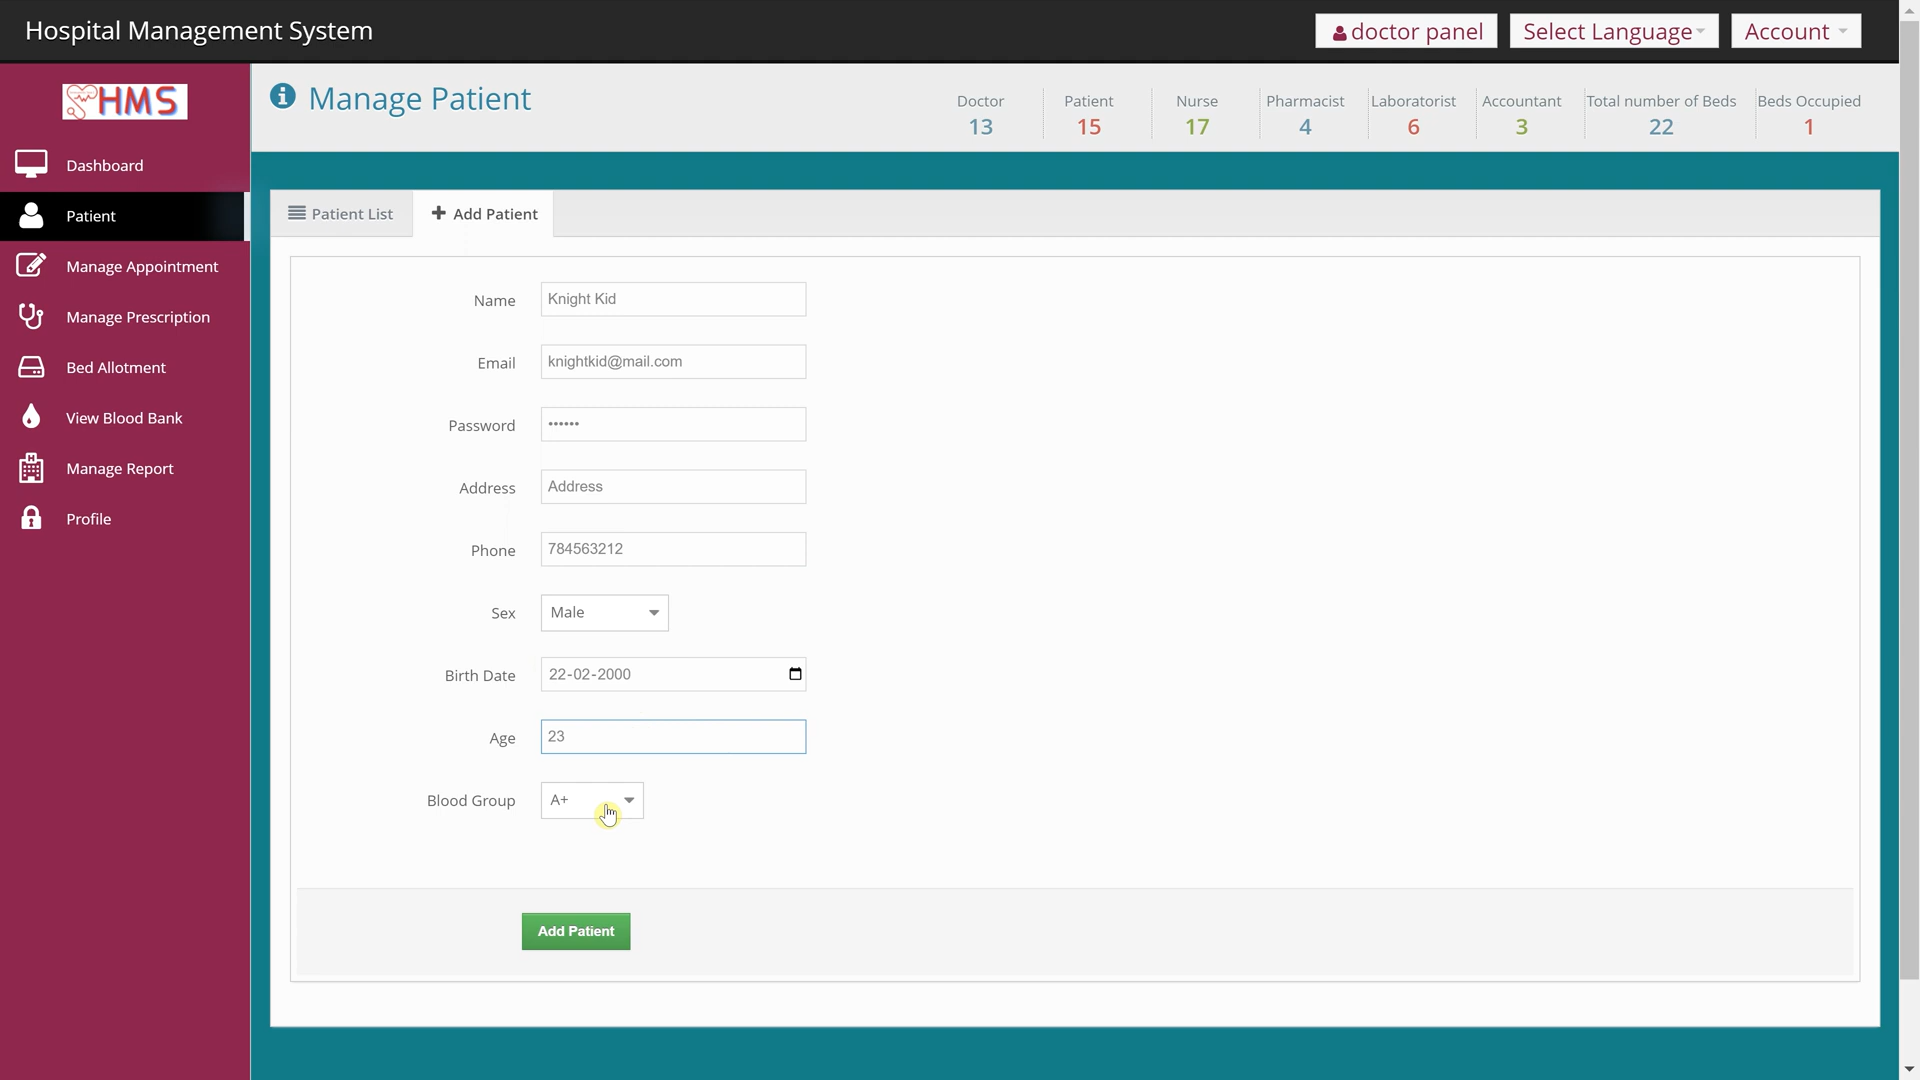 Hospital Management System
doctor panel
Select Language
Account
HMS
Dashboard
Patient
Manage Appointment
Manage Prescription
Bed Allotment
View Blood Bank
Manage Report
Profile
Manage Patient
Doctor
13
Patient
15
Nurse
17
Pharmacist
4
Laboratorist
6
Accountant
3
Total number of Beds
22
Beds Occupied
1
Patient List
Add Patient
Name
Knight Kid
Email
knightkid@mail.com
Password
••••••
Address
Address
Phone
784563212
Sex
Male
Birth Date
22-02-2000
Age
23
Blood Group
A+
Add Patient